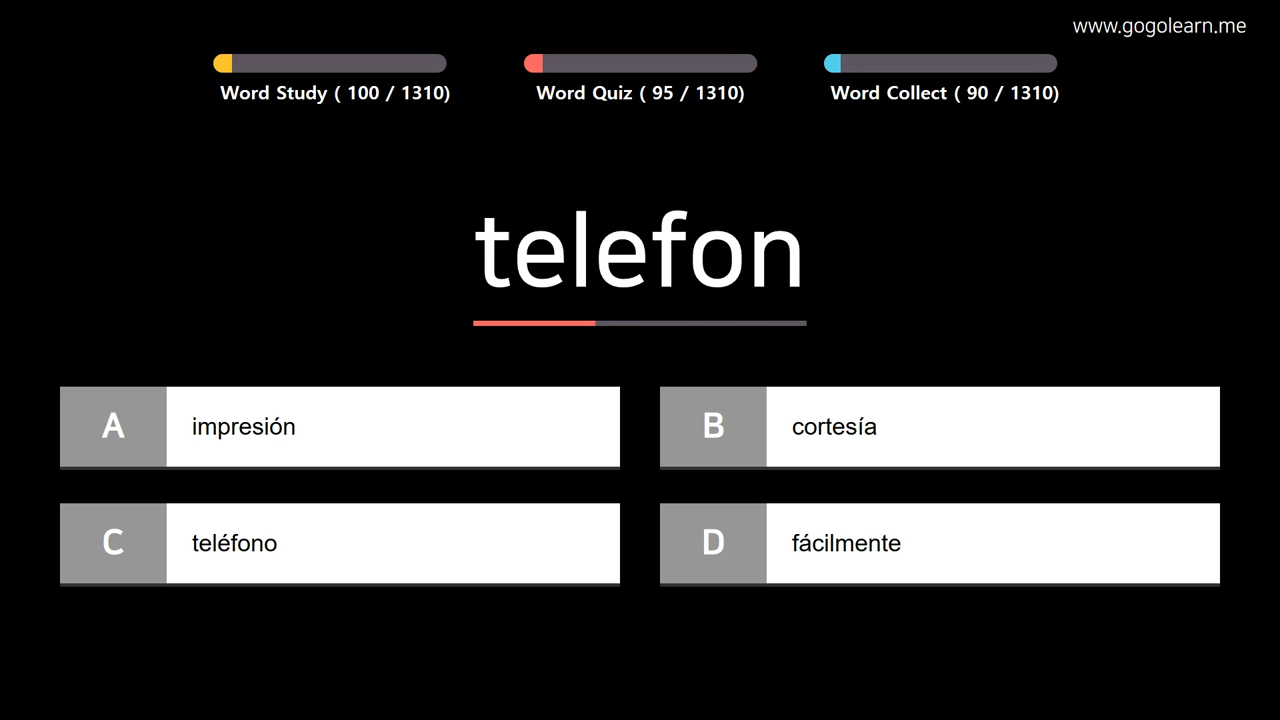 www.gogolearn.me
Word Study ( 100 / 1310)
Word Quiz ( 95 / 1310)
Word Collect ( 90 / 1310)
telefon
A impresión
B cortesía
C teléfono
D fácilmente